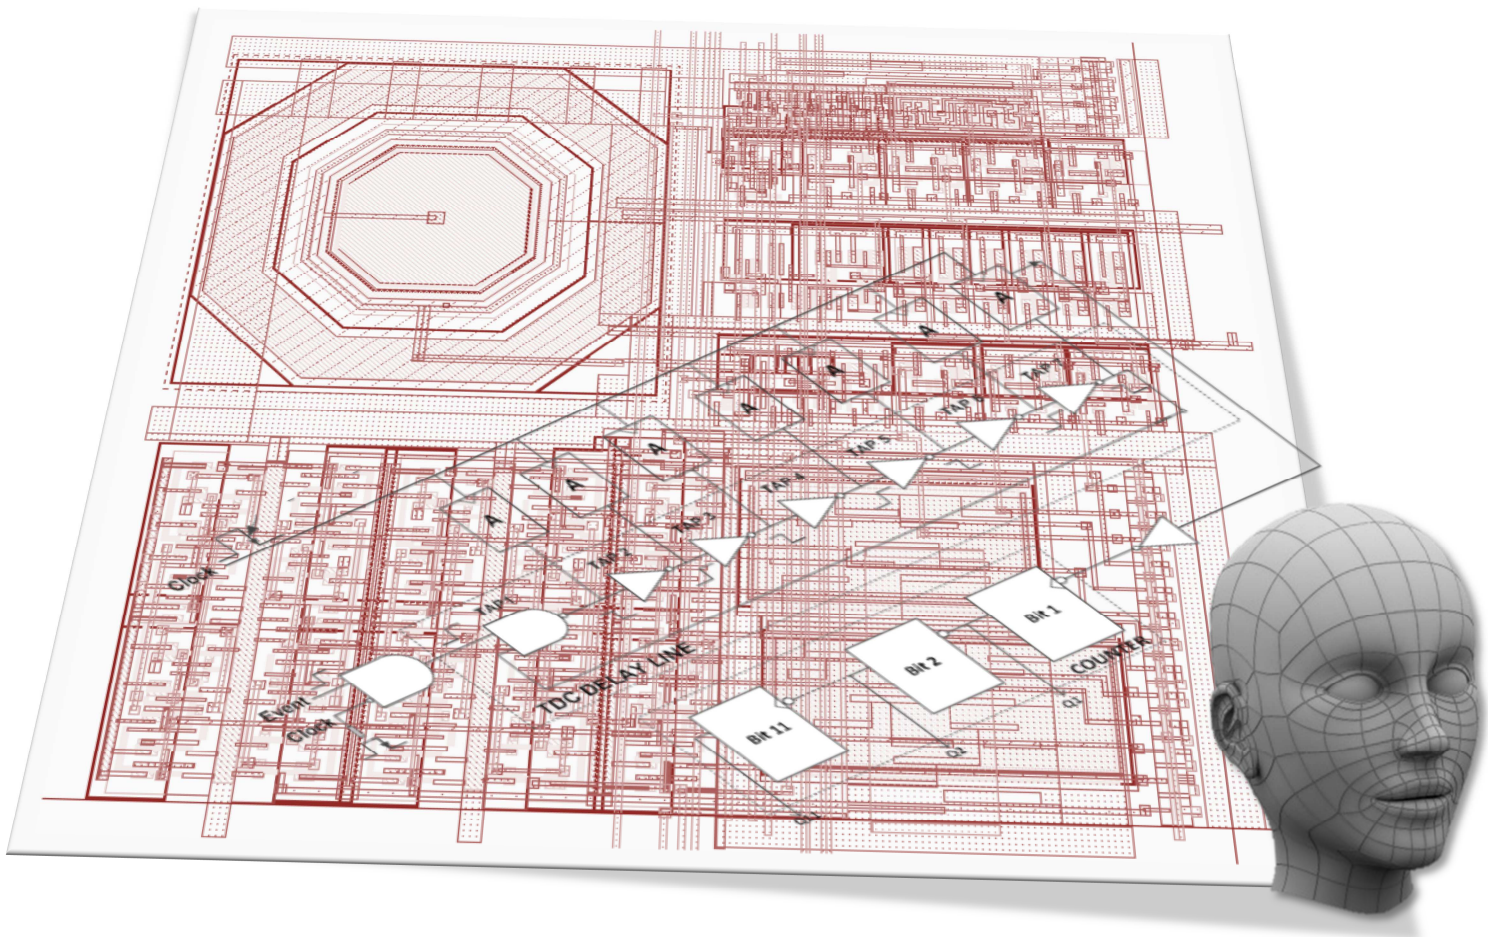 A
A
A
A
A
A
A
TAP 7
TAP 6
TAP 5
TAP 4
TAP 3
TAP 2
TAP 1
Clock
Event
Clock
TDC DELAY LINE
Bit 1
Bit 2
Bit 11
COUNTER
Q1
Q2